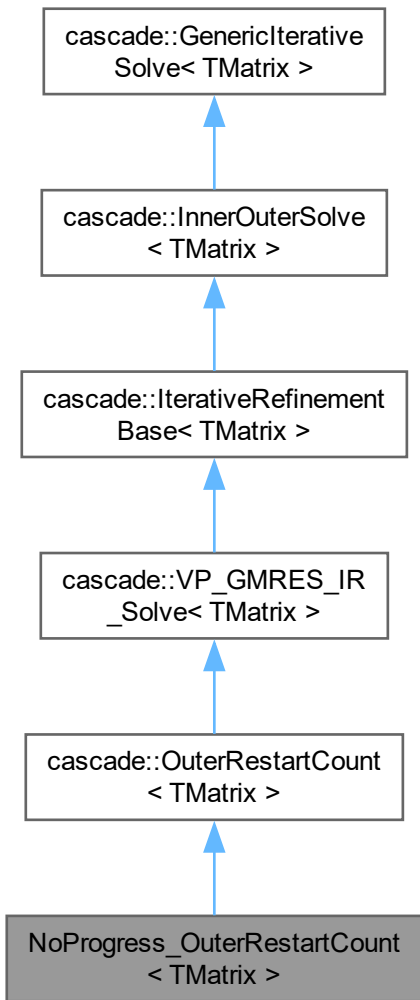 cascade::GenericIterative
Solve< TMatrix >
cascade::InnerOuterSolve
< TMatrix >
cascade::IterativeRefinement
Base< TMatrix >
cascade::VP_GMRES_IR
_Solve< TMatrix >
cascade::OuterRestartCount
< TMatrix >
NoProgress_OuterRestartCount
< TMatrix >